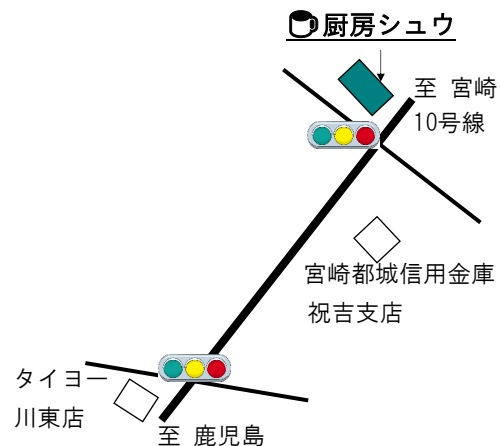 厨房シュウ
至 宮崎
10号線
宮崎都城信用金庫
祝吉支店
タイヨー
川東店
至 鹿児島